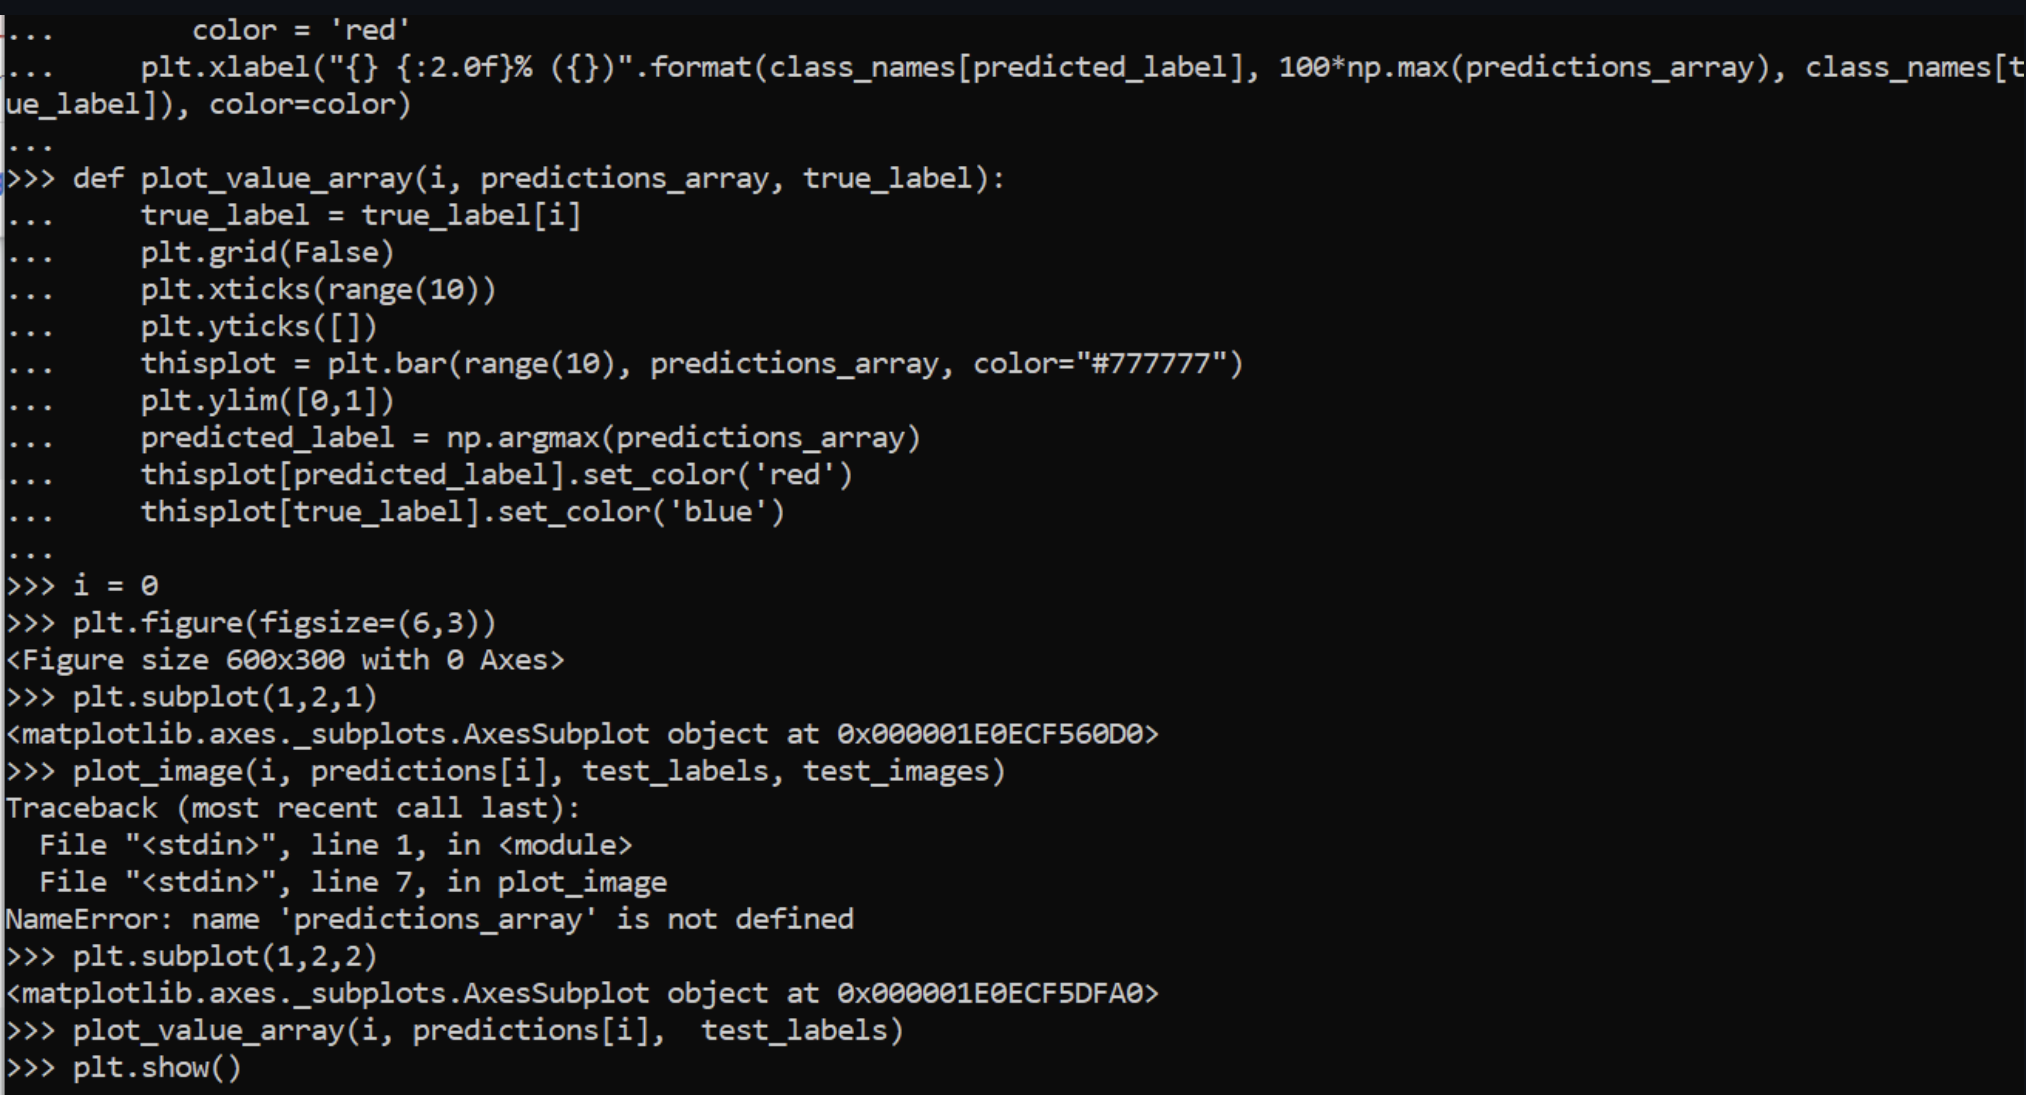 ...        color = 'red'
...     plt.xlabel("{} {:2.0f}% ({})".format(class_names[predicted_label], 100*np.max(predictions_array), class_names[t
ue_label]), color=color)
...
>>> def plot_value_array(i, predictions_array, true_label):
...     true_label = true_label[i]
...     plt.grid(False)
...     plt.xticks(range(10))
...     plt.yticks([])
...     thisplot = plt.bar(range(10), predictions_array, color="#777777")
...     plt.ylim([0,1])
...     predicted_label = np.argmax(predictions_array)
...     thisplot[predicted_label].set_color('red')
...     thisplot[true_label].set_color('blue')
...
>>> i = 0
>>> plt.figure(figsize=(6,3))
<Figure size 600x300 with 0 Axes>
>>> plt.subplot(1,2,1)
<matplotlib.axes._subplots.AxesSubplot object at 0x000001E0ECF560D0>
>>> plot_image(i, predictions[i], test_labels, test_images)
Traceback (most recent call last):
  File "<stdin>", line 1, in <module>
  File "<stdin>", line 7, in plot_image
NameError: name 'predictions_array' is not defined
>>> plt.subplot(1,2,2)
<matplotlib.axes._subplots.AxesSubplot object at 0x000001E0ECF5DFA0>
>>> plot_value_array(i, predictions[i],  test_labels)
>>> plt.show()